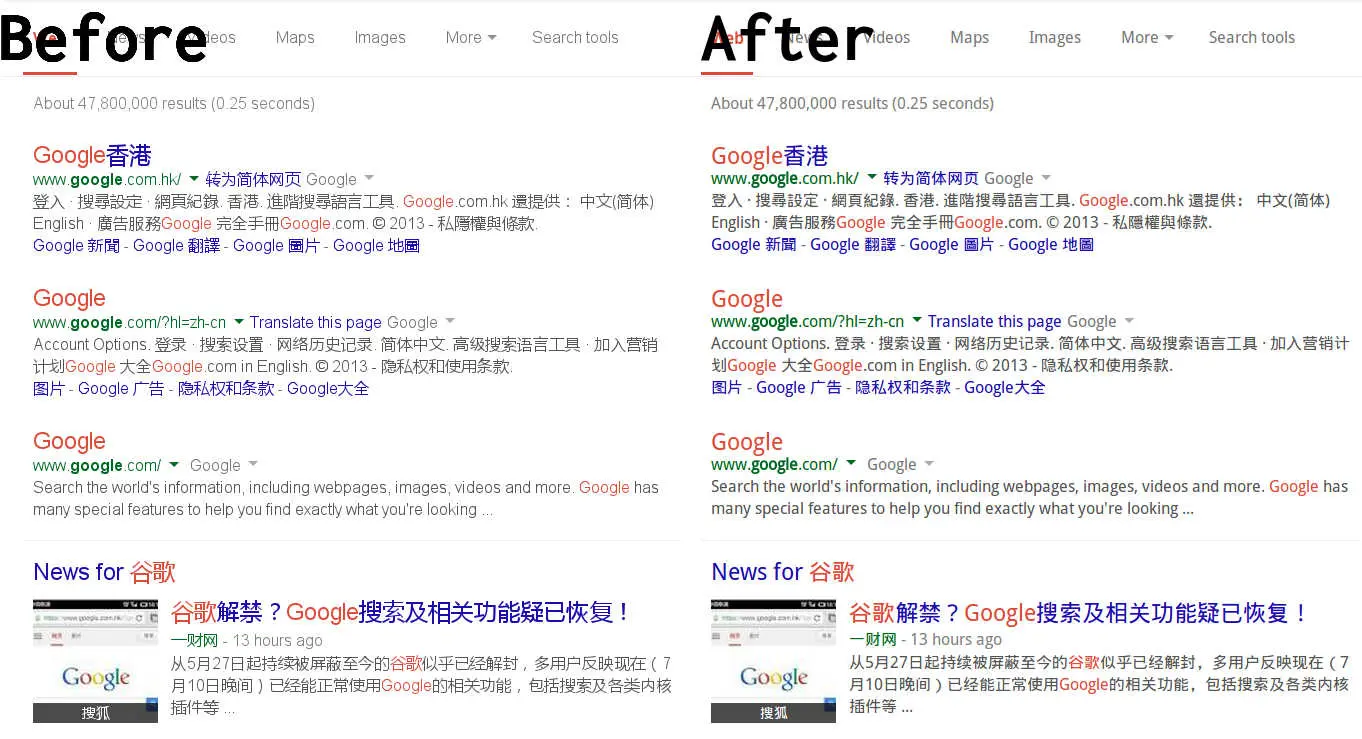 Before
Web News Videos Maps Images More Search tools
About 47,800,000 results (0.25 seconds)
Google香港
www.google.com.hk/ 转为简体网页 Google
登入 · 搜尋設定 · 網頁紀錄. 香港. 進階搜尋語言工具. Google.com.hk 還提供： 中文(简体)
English · 廣告服務Google 完全手冊Google.com. © 2013 - 私隱權與條款.
Google 新聞 - Google 翻譯 - Google 圖片 - Google 地圖
Google
www.google.com/?hl=zh-cn Translate this page Google
Account Options. 登录 · 搜索设置 · 网络历史记录. 简体中文. 高级搜索语言工具 · 加入营销
计划Google 大全Google.com in English. © 2013 - 隐私权和使用条款.
图片 - Google 广告 - 隐私权和条款 - Google大全
Google
www.google.com/ Google
Search the world's information, including webpages, images, videos and more. Google has
many special features to help you find exactly what you're looking ...
News for 谷歌
谷歌解禁？Google搜索及相关功能疑已恢复！
一财网 - 13 hours ago
从5月27日起持续被屏蔽至今的谷歌似乎已经解封，多用户反映现在（7
月10日晚间）已经能正常使用Google的相关功能，包括搜索及各类内核
插件等 ...
Google
搜狐
After
Web News Videos Maps Images More Search tools
About 47,800,000 results (0.25 seconds)
Google香港
www.google.com.hk/ 转为简体网页 Google
登入 · 搜尋設定 · 網頁紀錄. 香港. 進階搜尋語言工具. Google.com.hk 還提供： 中文(简体)
English · 廣告服務Google 完全手冊Google.com. © 2013 - 私隱權與條款.
Google 新聞 - Google 翻譯 - Google 圖片 - Google 地圖
Google
www.google.com/?hl=zh-cn Translate this page Google
Account Options. 登录 · 搜索设置 · 网络历史记录. 简体中文. 高级搜索语言工具 · 加入营销计
划Google 大全Google.com in English. © 2013 - 隐私权和使用条款.
图片 - Google 广告 - 隐私权和条款 - Google大全
Google
www.google.com/ Google
Search the world's information, including webpages, images, videos and more. Google has
many special features to help you find exactly what you're looking ...
News for 谷歌
谷歌解禁？Google搜索及相关功能疑已恢复！
一财网 - 13 hours ago
从5月27日起持续被屏蔽至今的谷歌似乎已经解封，多用户反映现在（7
月10日晚间）已经能正常使用Google的相关功能，包括搜索及各类内核
插件等 ...
Google
搜狐